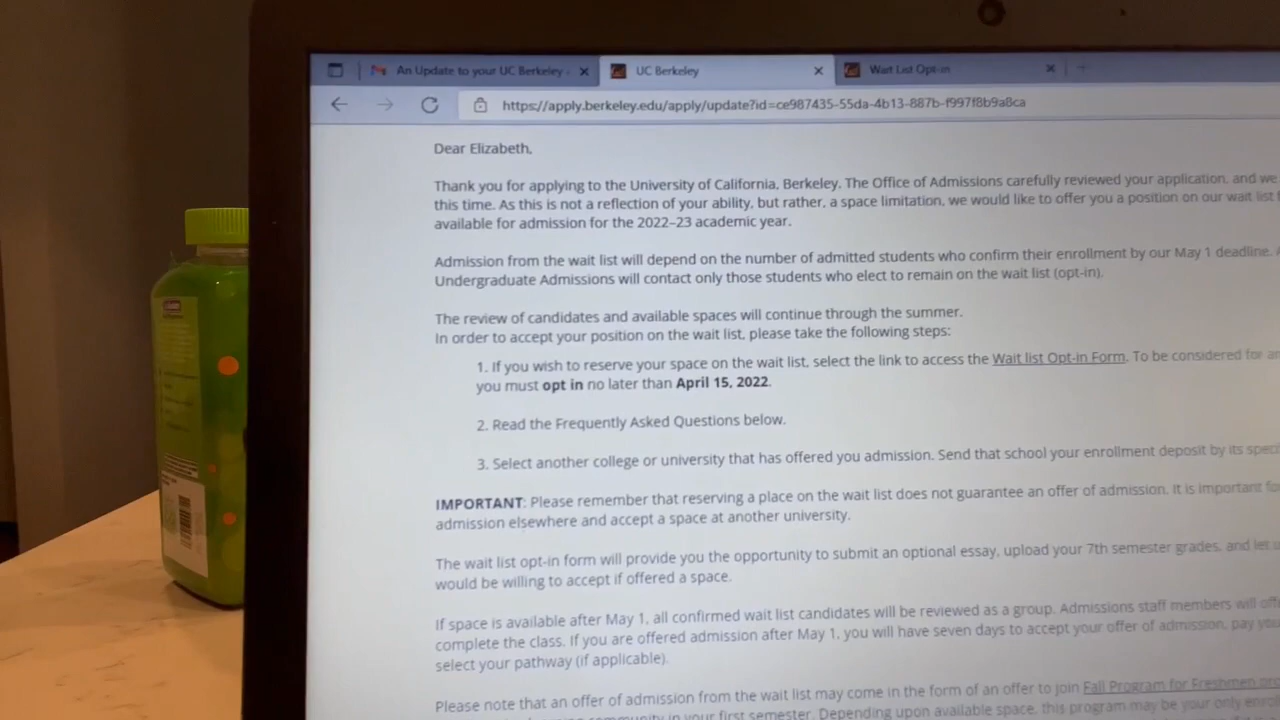 An Update to your UC Berkeley
UC Berkeley
Wait List Opt-in
https://apply.berkeley.edu/apply/update?id=ce987435-55da-4b13-887b-f997f8b9a8ca
Dear Elizabeth,
Thank you for applying to the University of California, Berkeley. The Office of Admissions carefully reviewed your application, and we
this time. As this is not a reflection of your ability, but rather, a space limitation, we would like to offer you a position on our wait list
available for admission for the 2022–23 academic year.
Admission from the wait list will depend on the number of admitted students who confirm their enrollment by our May 1 deadline.
Undergraduate Admissions will contact only those students who elect to remain on the wait list (opt-in).
The review of candidates and available spaces will continue through the summer.
In order to accept your position on the wait list, please take the following steps:
1. If you wish to reserve your space on the wait list, select the link to access the Wait list Opt-in Form. To be considered for
you must opt in no later than April 15, 2022.
2. Read the Frequently Asked Questions below.
3. Select another college or university that has offered you admission. Send that school your enrollment deposit by its
IMPORTANT: Please remember that reserving a place on the wait list does not guarantee an offer of admission. It is important
admission elsewhere and accept a space at another university.
The wait list opt-in form will provide you the opportunity to submit an optional essay, upload your 7th semester grades, and let
would be willing to accept if offered a space.
If space is available after May 1, all confirmed wait list candidates will be reviewed as a group. Admissions staff members will
complete the class. If you are offered admission after May 1, you will have seven days to accept your offer of admission, pay
select your pathway (if applicable).
Please note that an offer of admission from the wait list may come in the form of an offer to join Fall Program for Freshmen
community in your first semester. Depending upon available space, this program may be your only